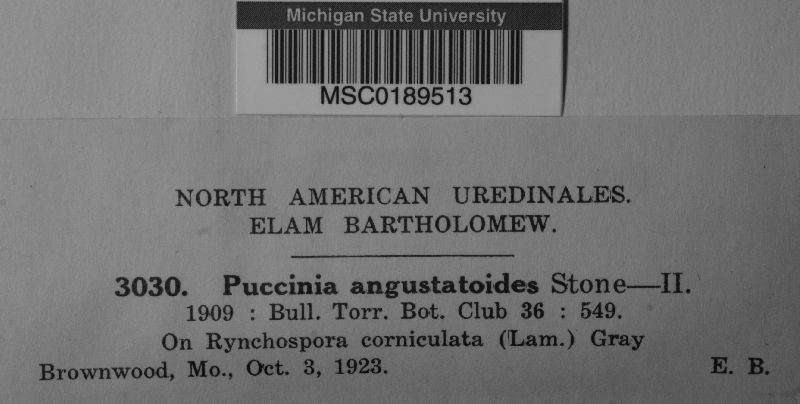 Michigan State University
MSC0189513
NORTH AMERICAN UREDINALES.
ELAM BARTHOLOMEW.
3030. Puccinia angustatoides Stone—II.
1909 : Bull. Torr. Bot. Club 36 : 549.
On Rynchospora corniculata (Lam.) Gray
Brownwood, Mo., Oct. 3, 1923. E. B.